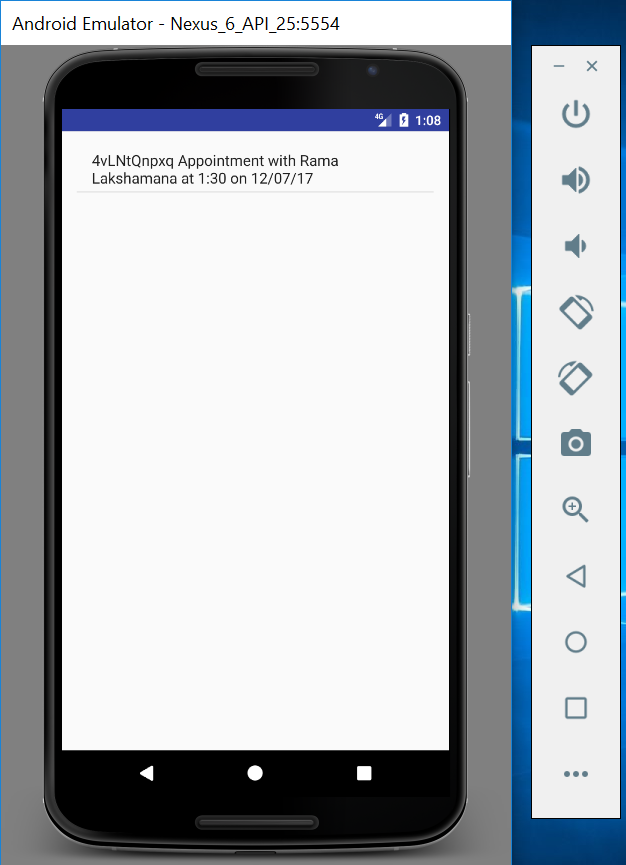 Android Emulator - Nexus_6_API_25:5554
4G 1:08
4vLNtQnpxq Appointment with Rama
Lakshamana at 1:30 on 12/07/17